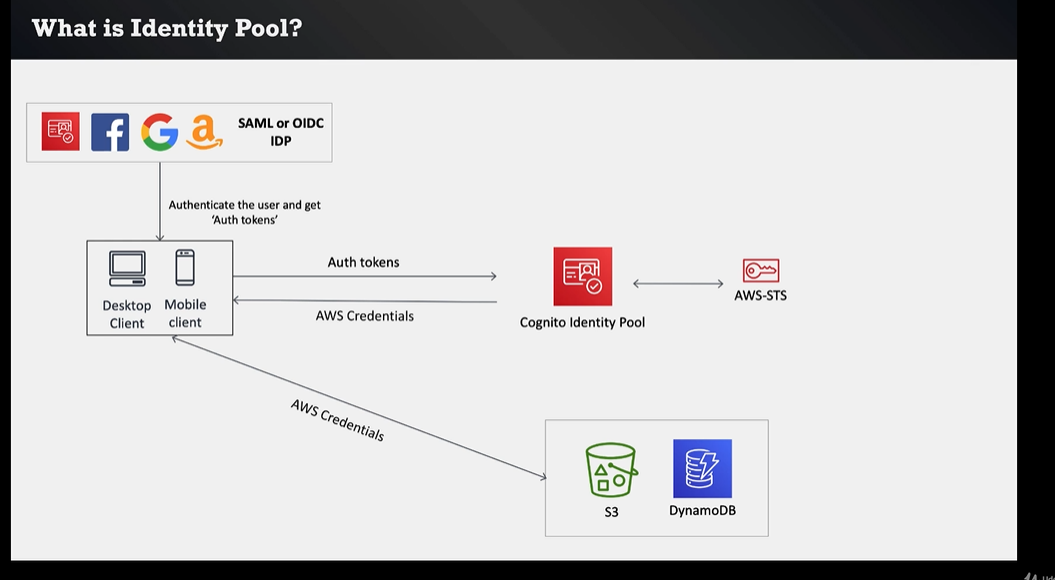 What is Identity Pool?
SAML or OIDC
IDP
Authenticate the user and get
‘Auth tokens’
Auth tokens
Desktop
Client
Mobile
client
AWS Credentials
Cognito Identity Pool
AWS-STS
AWS Credentials
S3
DynamoDB